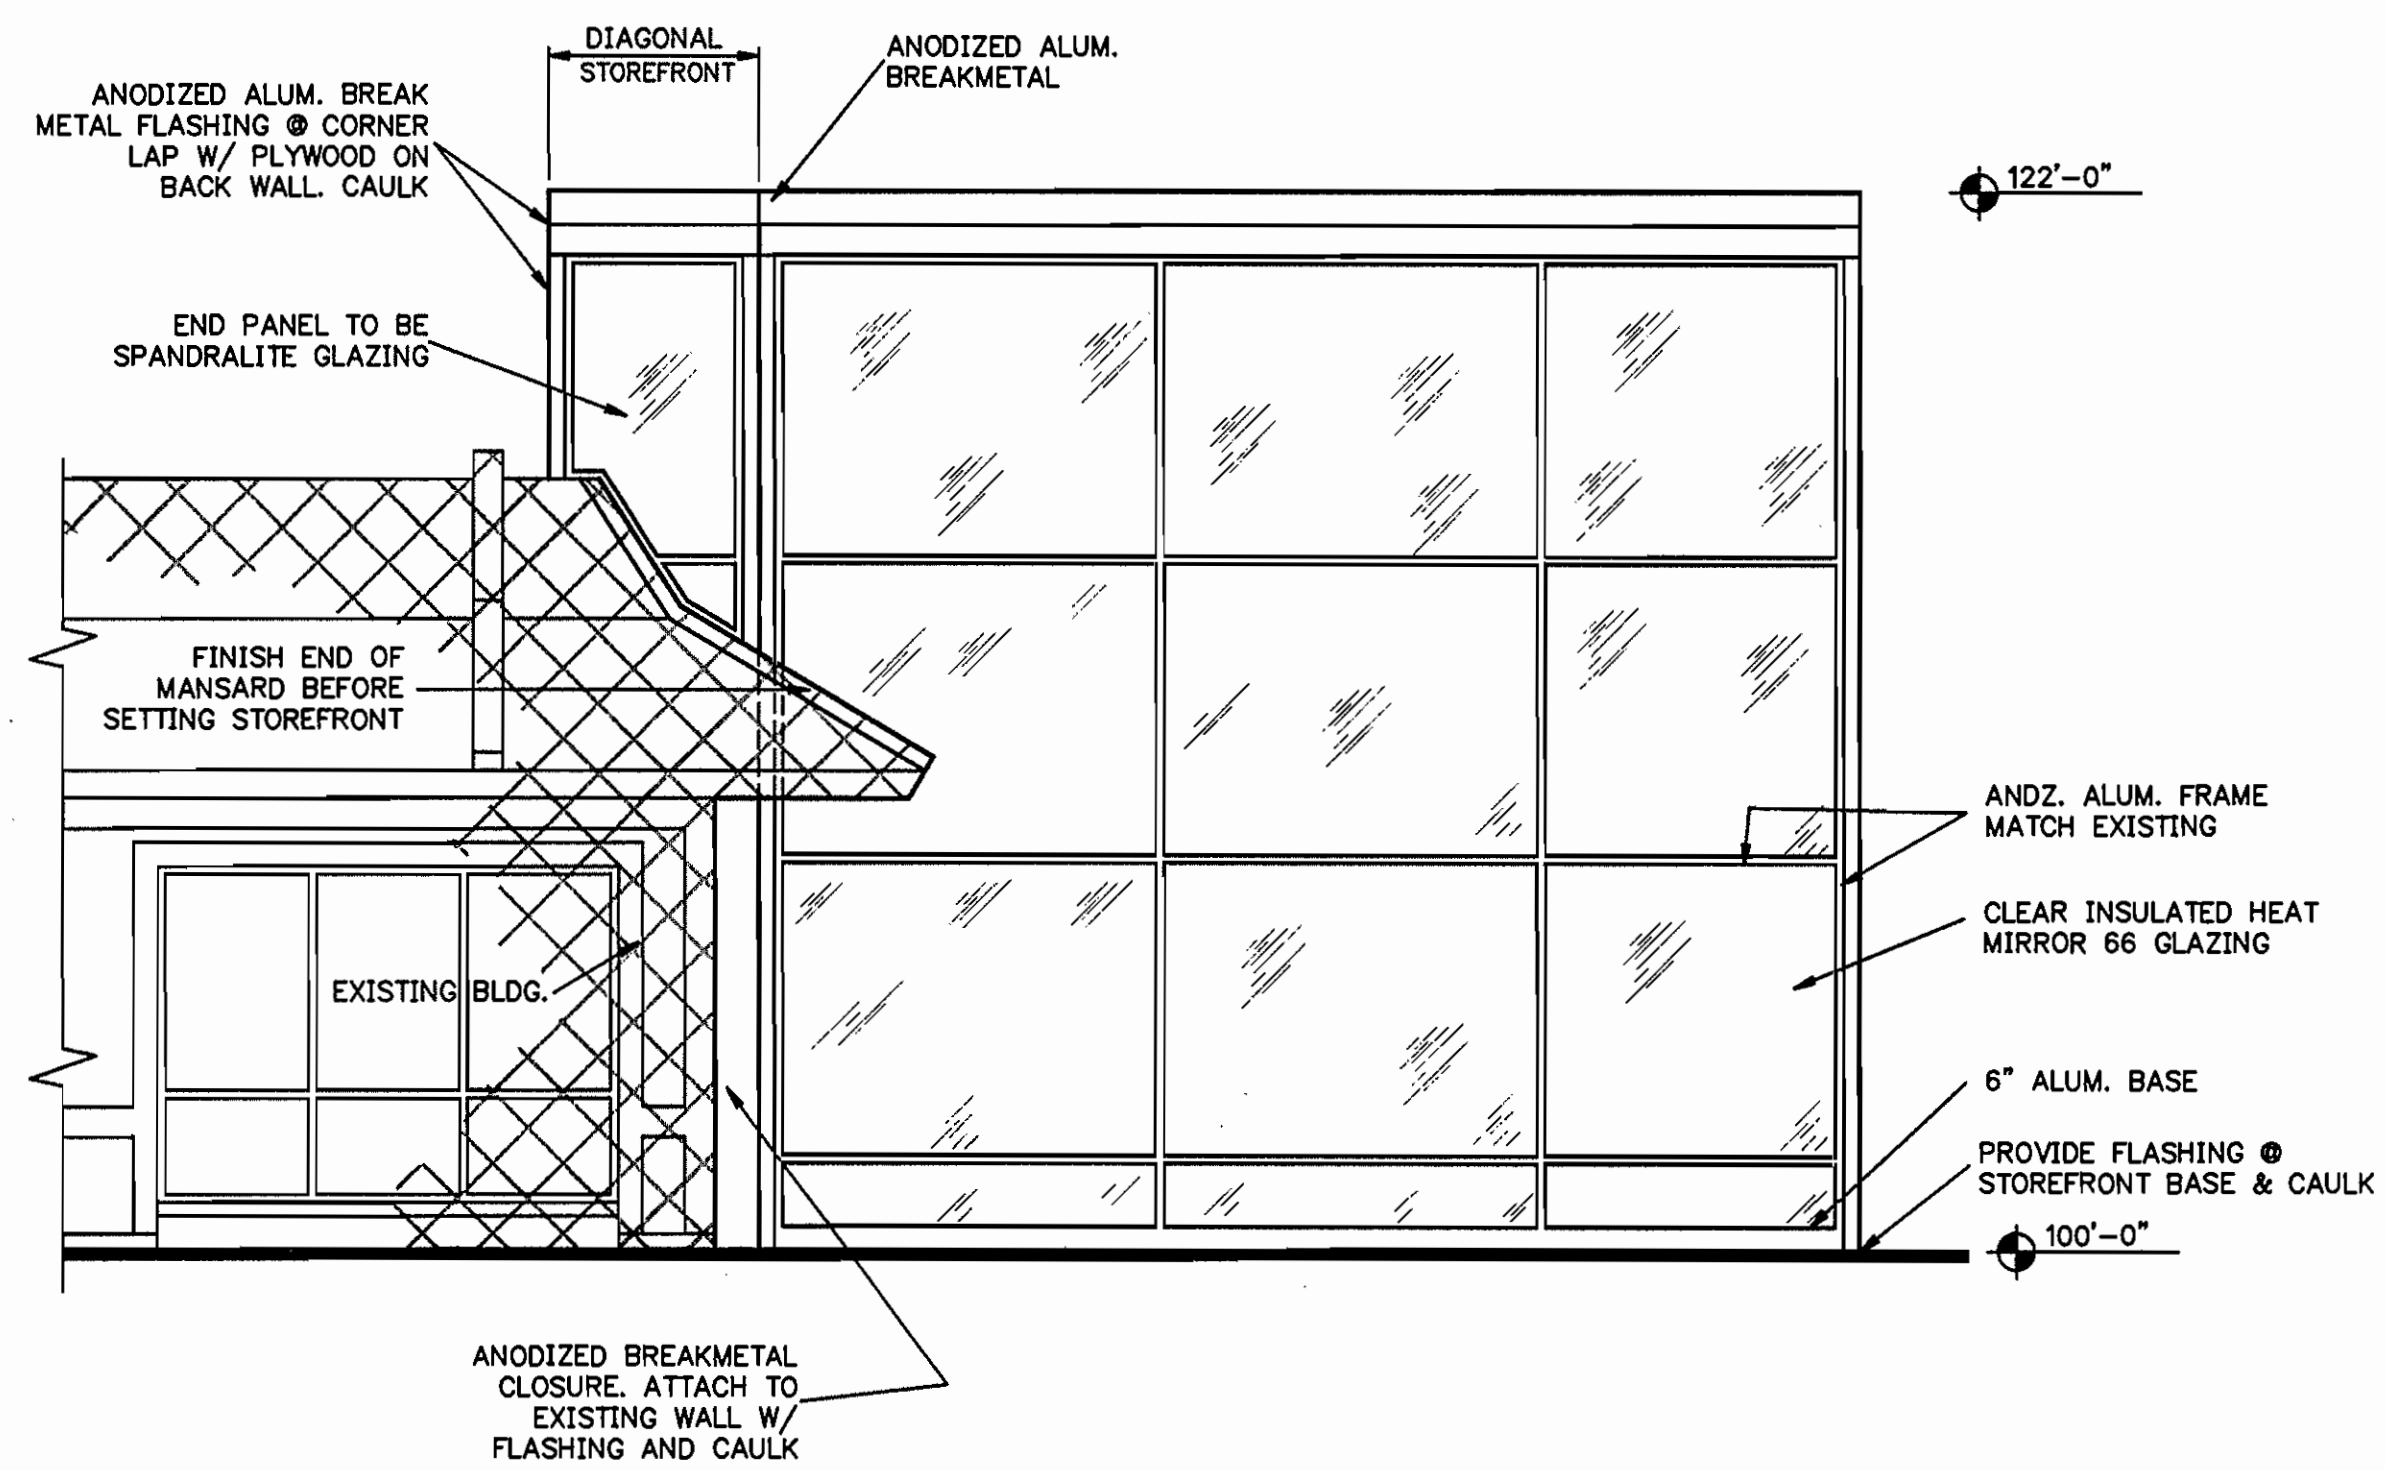 DIAGONAL
STOREFRONT
ANODIZED ALUM.
BREAKMETAL
ANODIZED ALUM. BREAK
METAL FLASHING @ CORNER
LAP W/ PLYWOOD ON
BACK WALL. CAULK
122'-0"
END PANEL TO BE
SPANDRALITE GLAZING
FINISH END OF
MANSARD BEFORE
SETTING STOREFRONT
ANDZ. ALUM. FRAME
MATCH EXISTING
CLEAR INSULATED HEAT
MIRROR 66 GLAZING
EXISTING BLDG.
6" ALUM. BASE
PROVIDE FLASHING @
STOREFRONT BASE & CAULK
100'-0"
ANODIZED BREAKMETAL
CLOSURE. ATTACH TO
EXISTING WALL W/
FLASHING AND CAULK